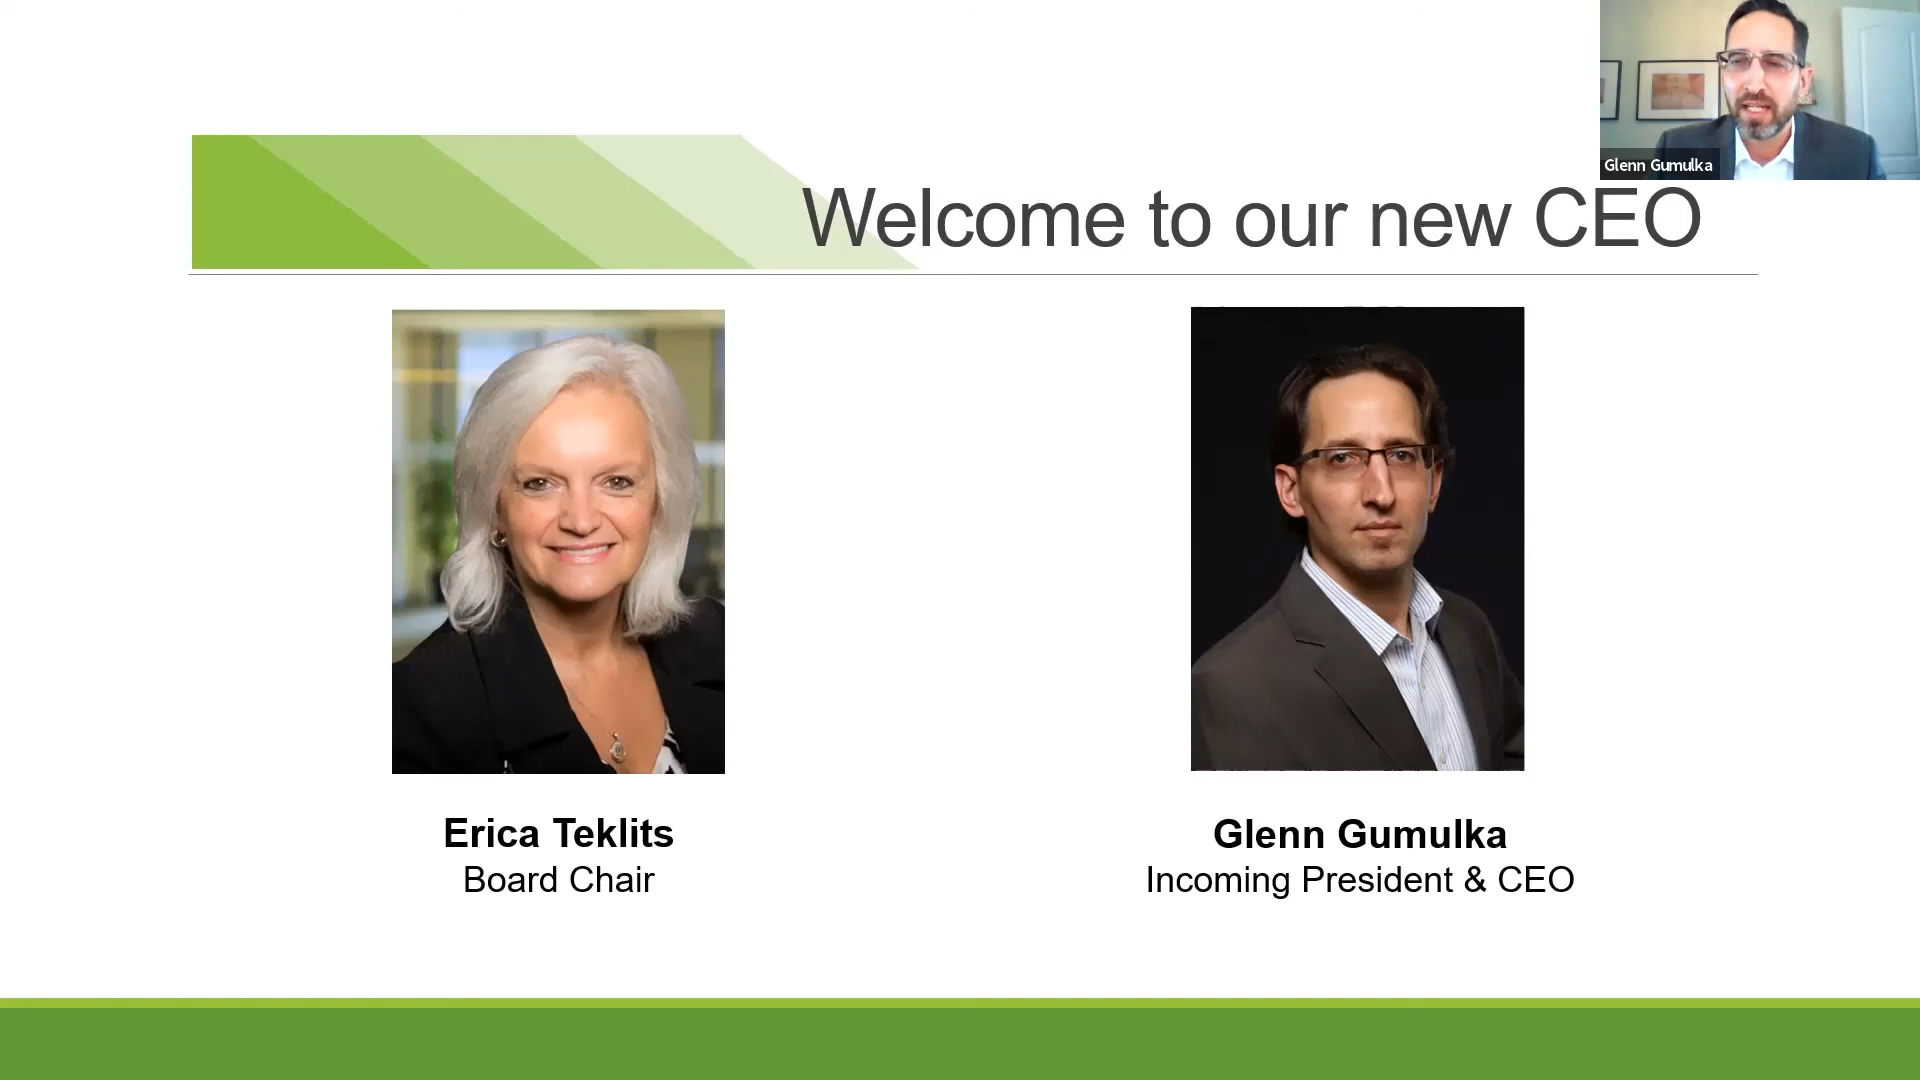 Glenn Gumulka
Welcome to our new CEO
Erica Teklits
Board Chair
Glenn Gumulka
Incoming President & CEO